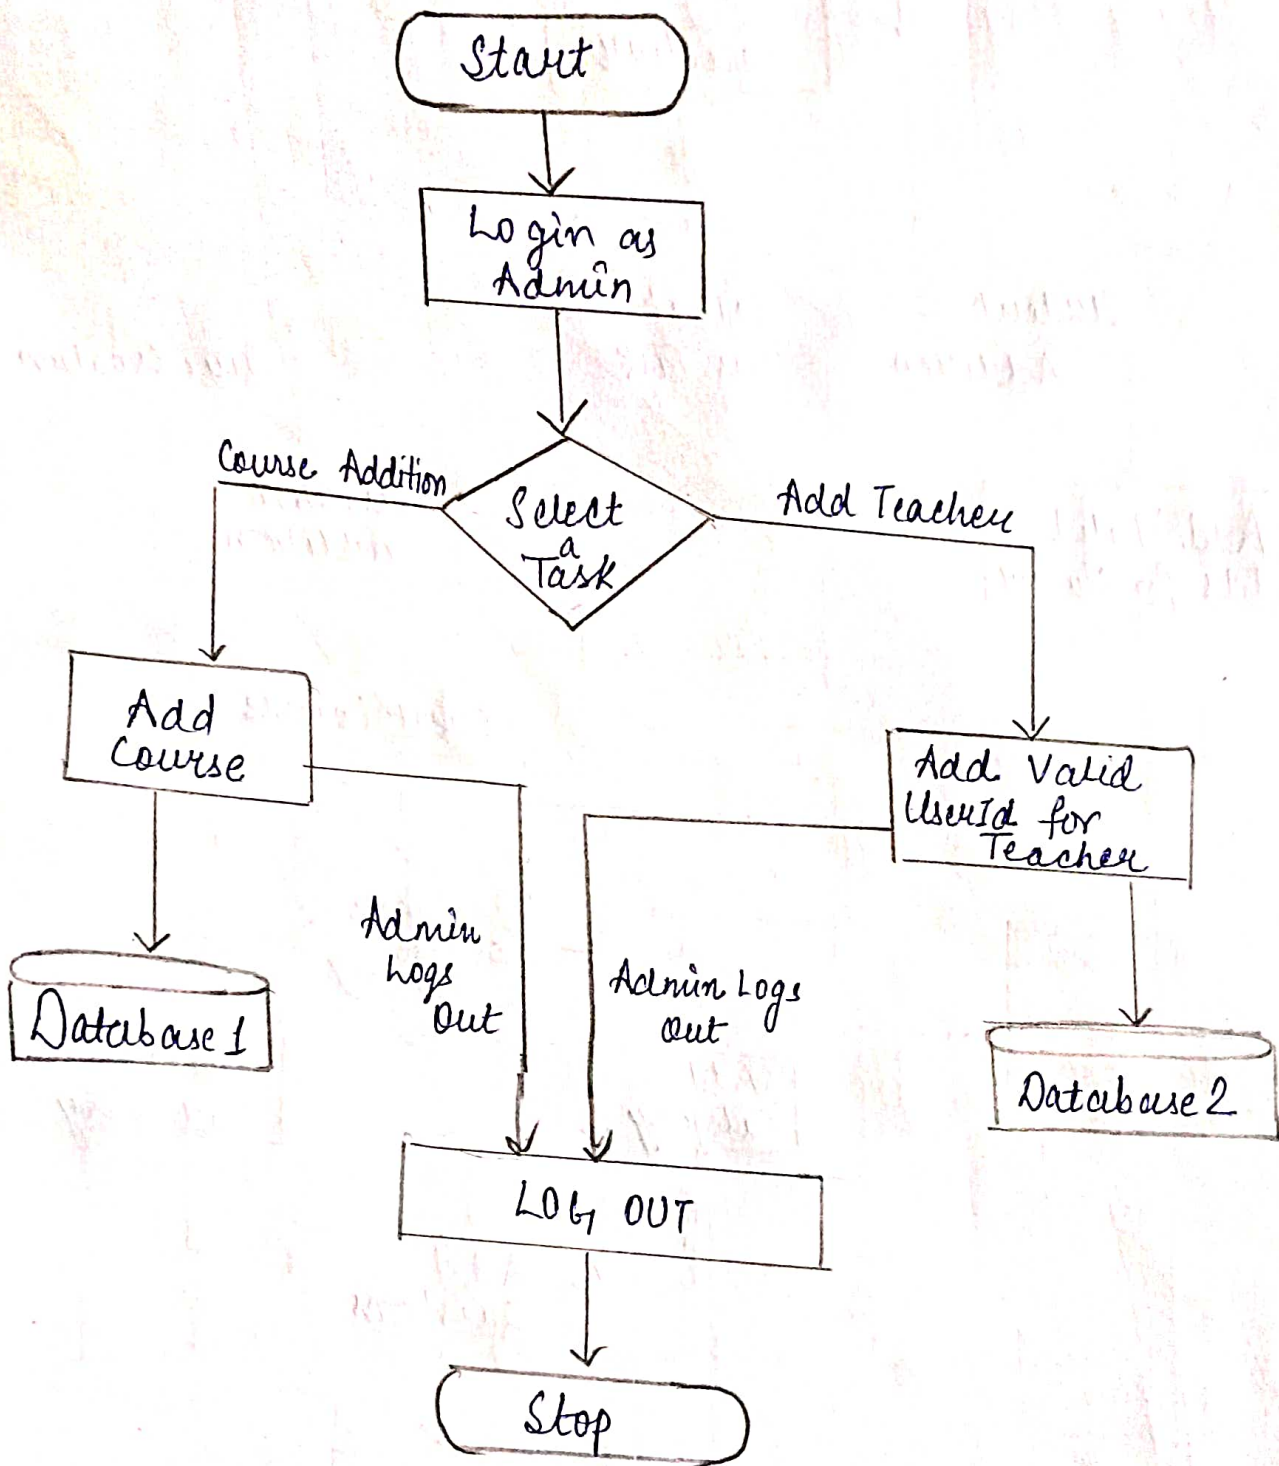 Start
Login as
Admin
Course Addition
Select
a
Task
Add Teacher
Add
Course
Add Valid
UserId for
Teacher
Admin
Logs
Out
Admin Logs
Out
Database 1
Database 2
LOG OUT
Stop